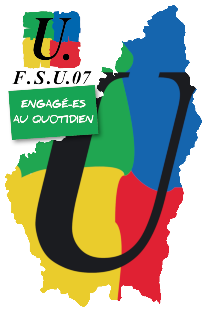 U.
F.S.U.07
ENGAGÉ-ES
AU QUOTIDIEN
U